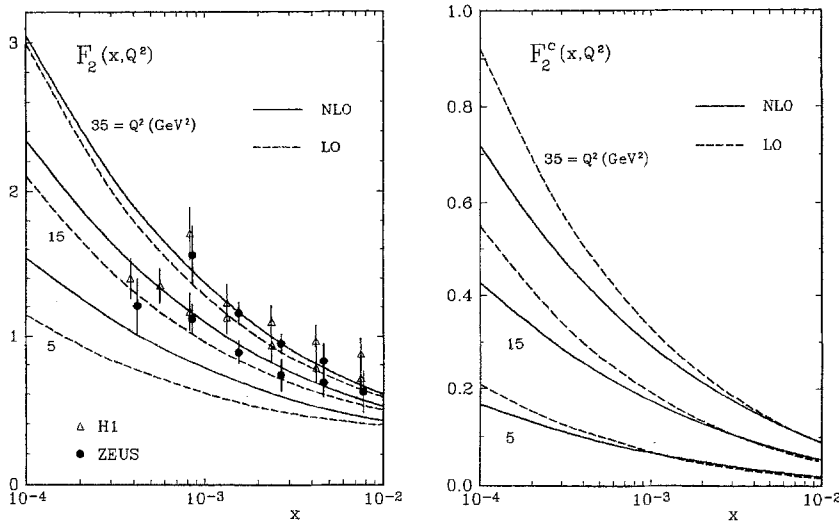 3
F₂(x,Q²)
NLO
35 = Q² (GeV²)
LO
2
15
1
5
H1
ZEUS
0
10⁻⁴
10⁻³
10⁻²
x
1.0
F₂ᶜ(x,Q²)
0.8
NLO
LO
35 = Q² (GeV²)
0.6
0.4
15
0.2
5
0.0
10⁻⁴
10⁻³
10⁻²
x